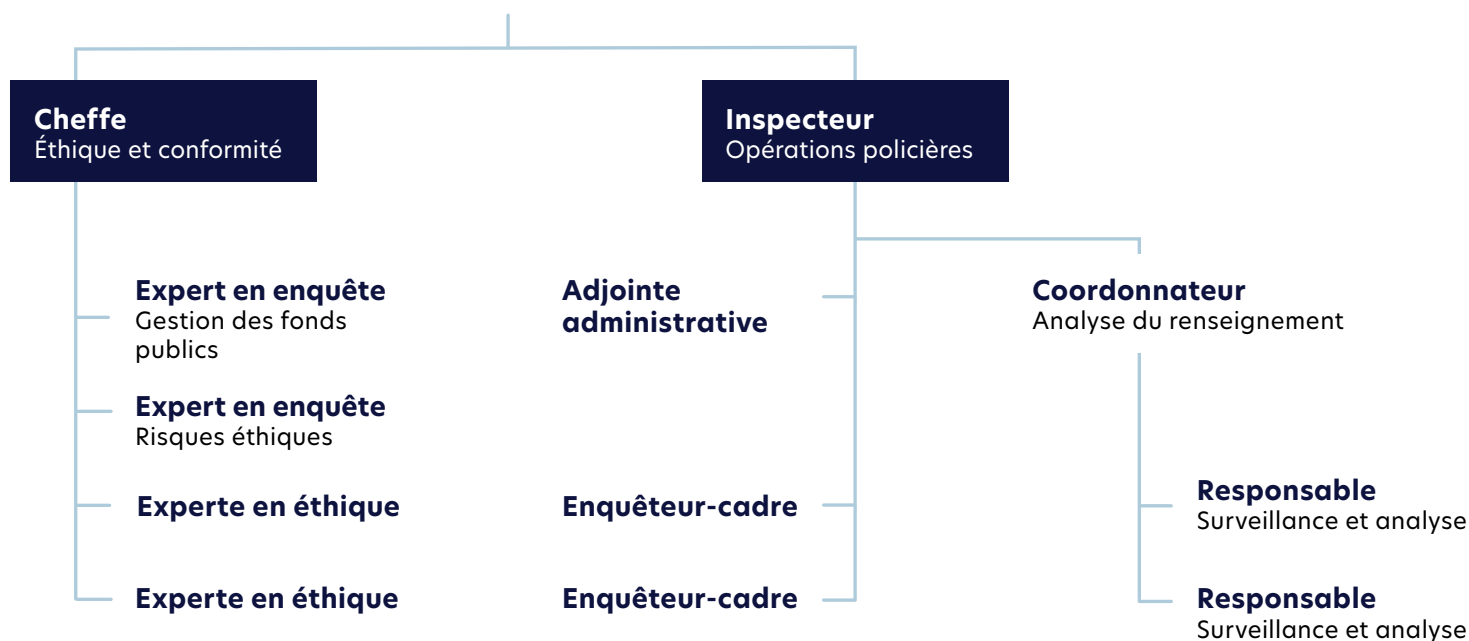 Cheffe
Éthique et conformité
Inspecteur
Opérations policières
Expert en enquête
Gestion des fonds
publics
Adjointe
administrative
Coordonnateur
Analyse du renseignement
Expert en enquête
Risques éthiques
Experte en éthique
Enquêteur-cadre
Responsable
Surveillance et analyse
Experte en éthique
Enquêteur-cadre
Responsable
Surveillance et analyse